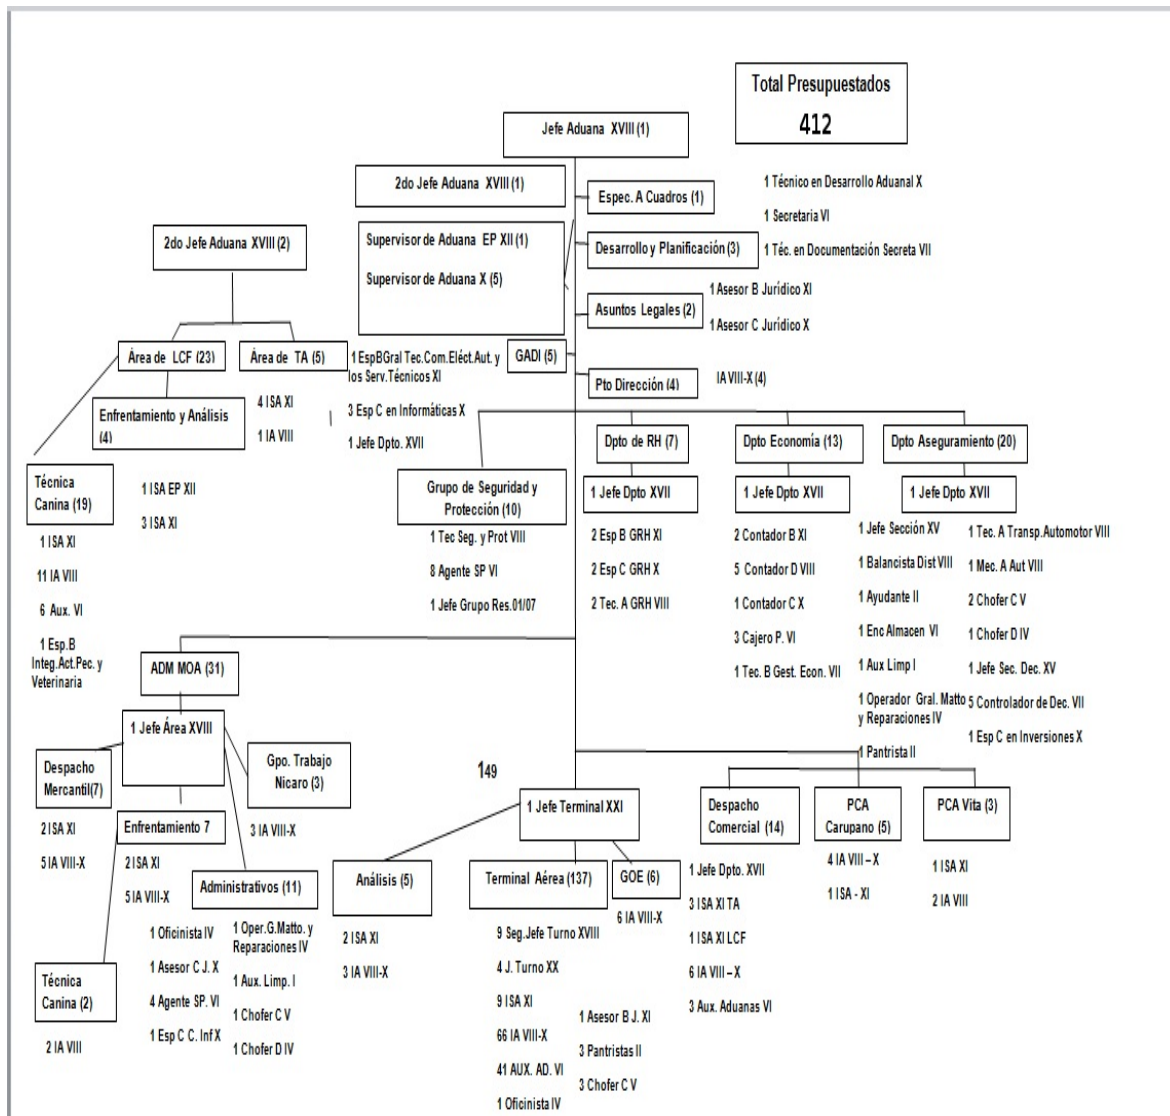 Total Presupuestados
412
Jefe Aduana XVIII (1)
2do Jefe Aduana XVIII (1)
Espec. A Cuadros (1)
1 Técnico en Desarrollo Aduanal X
1 Secretaria VI
1 Téc. en Documentación Secreta VII
2do Jefe Aduana XVIII (2)
Supervisor de Aduana EP XII (1)
Supervisor de Aduana X (5)
Desarrollo y Planificación (3)
Asuntos Legales (2)
1 Asesor B Jurídico XI
1 Asesor C Jurídico X
Área de LCF (23)
Área de TA (5)
1 EspBGral Tec.Com.Eléct.Aut. y
los Serv.Técnicos XI
3 Esp C en Informáticas X
1 Jefe Dpto. XVII
GADI (5)
Pto Dirección (4)
IA VIII-X (4)
Enfrentamiento y Análisis
(4)
4 ISA XI
1 IA VIII
Técnica
Canina (19)
1 ISA EP XII
3 ISA XI
1 ISA XI
11 IA VIII
6 Aux. VI
1 Esp.B
Integ.Act.Pec. y
Veterinaria
Grupo de Seguridad y
Protección (10)
1 Tec Seg. y Prot VIII
8 Agente SP VI
1 Jefe Grupo Res.01/07
Dpto de RH (7)
1 Jefe Dpto XVII
2 Esp B GRH XI
2 Esp C GRH X
2 Tec. A GRH VIII
Dpto Economía (13)
1 Jefe Dpto XVII
2 Contador B XI
5 Contador D VIII
1 Contador C X
3 Cajero P. VI
1 Tec. B Gest. Econ. VII
Dpto Aseguramiento (20)
1 Jefe Dpto XVII
1 Jefe Sección XV
1 Balancista Dist VIII
1 Ayudante II
1 Enc Almacen VI
1 Aux Limp I
1 Operador Gral. Matto
y Reparaciones IV
1 Pantrista II
1 Tec. A Transp.Automotor VIII
1 Mec. A Aut VIII
2 Chofer C V
1 Chofer D IV
1 Jefe Sec. Dec. XV
5 Controlador de Dec. VII
1 Esp C en Inversiones X
ADM MOA (31)
1 Jefe Área XVIII
Despacho
Mercantil(7)
2 ISA XI
5 IA VIII-X
Gpo. Trabajo
Nicaro (3)
3 IA VIII-X
Enfrentamiento 7
2 ISA XI
5 IA VIII-X
Administrativos (11)
1 Oficinista IV
1 Asesor C J. X
4 Agente SP. VI
1 Esp C C. Inf X
1 Oper.G.Matto. y
Reparaciones IV
1 Aux. Limp. I
1 Chofer C V
1 Chofer D IV
Técnica
Canina (2)
2 IA VIII
149
1 Jefe Terminal XXI
Análisis (5)
2 ISA XI
3 IA VIII-X
Terminal Aérea (137)
9 Seg.Jefe Turno XVIII
4 J. Turno XX
9 ISA XI
66 IA VIII-X
41 AUX. AD. VI
1 Oficinista IV
1 Asesor B J. XI
3 Pantristas II
3 Chofer C V
GOE (6)
6 IA VIII-X
Despacho
Comercial (14)
1 Jefe Dpto. XVII
3 ISA XI TA
1 ISA XI LCF
6 IA VIII – X
3 Aux. Aduanas VI
PCA
Carupano (5)
4 IA VIII – X
1 ISA - XI
PCA Vita (3)
1 ISA XI
2 IA VIII